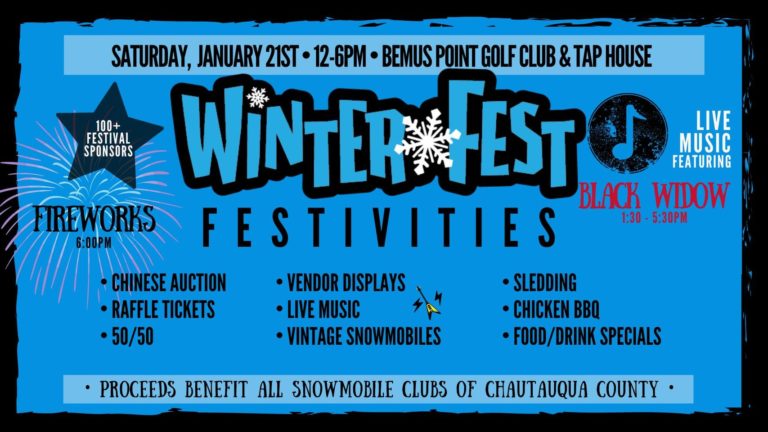 SATURDAY, JANUARY 21ST • 12-6PM • BEMUS POINT GOLF CLUB & TAP HOUSE
WINTER FEST
FESTIVITIES
100+
FESTIVAL
SPONSORS
FIREWORKS
6:00PM
LIVE
MUSIC
FEATURING
BLACK WIDOW
1:30 - 5:30PM
• CHINESE AUCTION
• RAFFLE TICKETS
• 50/50
• VENDOR DISPLAYS
• LIVE MUSIC
• VINTAGE SNOWMOBILES
• SLEDDING
• CHICKEN BBQ
• FOOD/DRINK SPECIALS
• PROCEEDS BENEFIT ALL SNOWMOBILE CLUBS OF CHAUTAUQUA COUNTY •